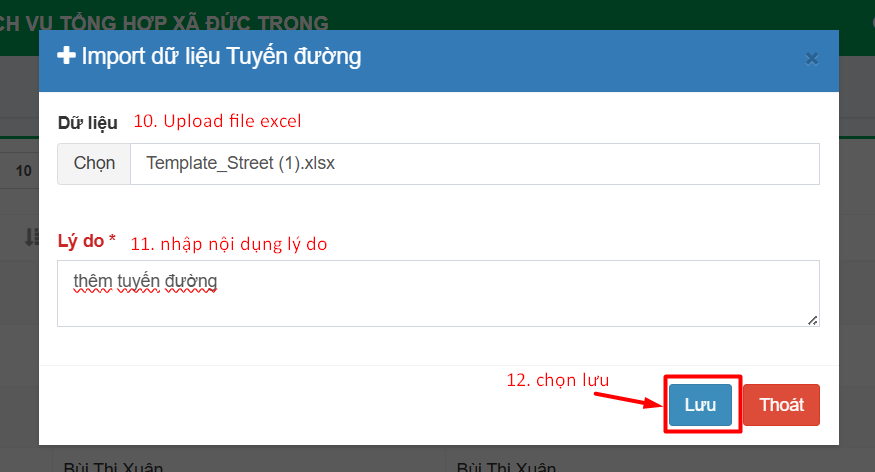 CH VỤ TỔNG HỢP XÃ ĐỨC TRỌNG
Import dữ liệu Tuyến đường
×
Dữ liệu 10. Upload file excel
Chọn Template_Street (1).xlsx
10
Lý do * 11. nhập nội dụng lý do
thêm tuyến đường
12. chọn lưu
Lưu Thoát
Bùi Thị Xuân Bùi Thị Xuân